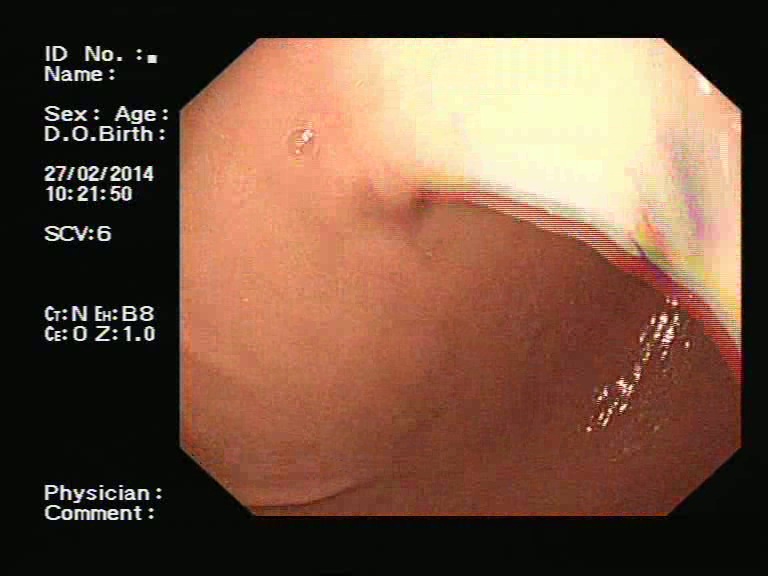 ID No. :
Name:
Sex: Age:
D.O.Birth:
27/02/2014
10:21:50
SCV:6
CT:N EH:B8
CE:0 Z:1.0
Physician:
Comment: